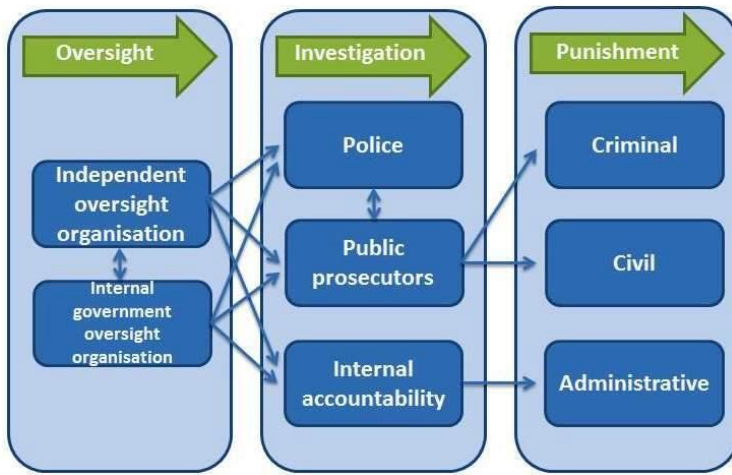 Oversight
Independent
oversight
organisation
Internal
government
oversight
organisation
Investigation
Police
Public
prosecutors
Internal
accountability
Punishment
Criminal
Civil
Administrative